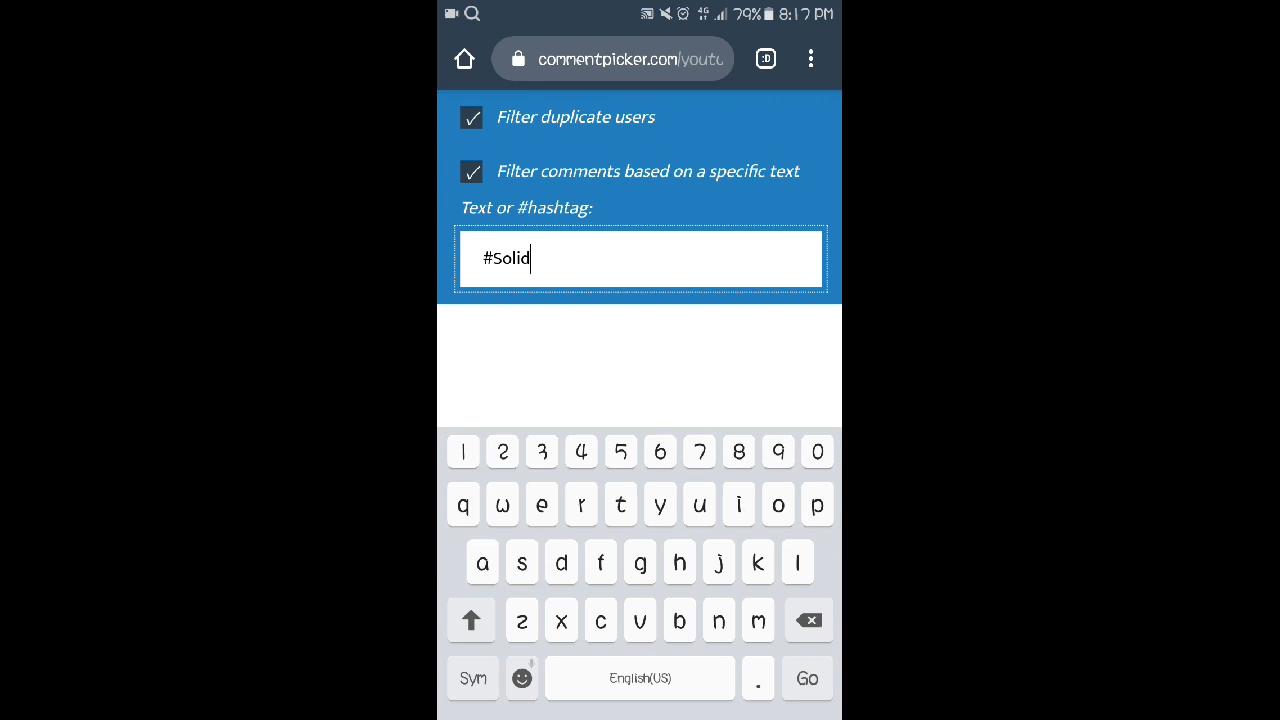 4G 79% 8:17 PM
commentpicker.com/youtu
:D
Filter duplicate users
Filter comments based on a specific text
Text or #hashtag:
#Solid
1 2 3 4 5 6 7 8 9 0
q w e r t y u i o p
a s d f g h j k l
z x c v b n m
Sym English(US) . Go